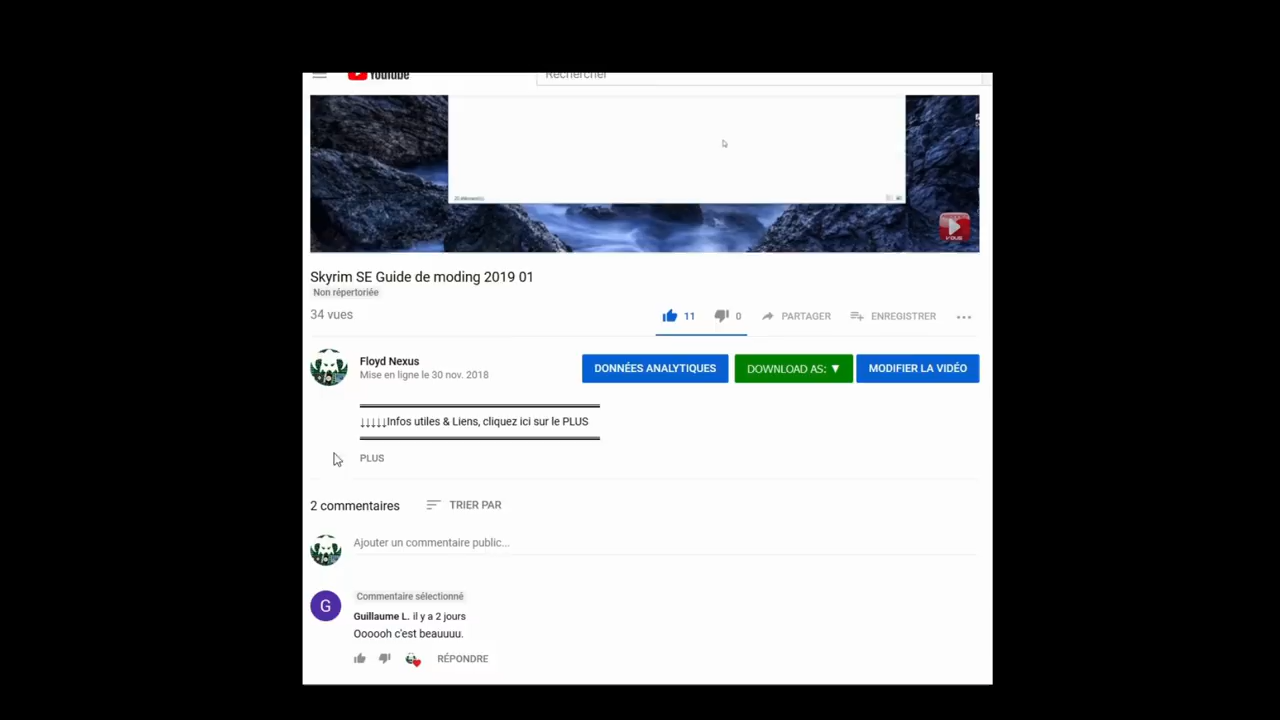 YouTube
Rechercher
Skyrim SE Guide de moding 2019 01
Non répertoriée
34 vues
11
0
PARTAGER
ENREGISTRER
Floyd Nexus
Mise en ligne le 30 nov. 2018
DONNÉES ANALYTIQUES
DOWNLOAD AS: ▼
MODIFIER LA VIDÉO
↓↓↓↓↓Infos utiles & Liens, cliquez ici sur le PLUS
PLUS
2 commentaires
TRIER PAR
Ajouter un commentaire public...
G
Commentaire sélectionné
Guillaume L. il y a 2 jours
Oooooh c'est beauuuu.
RÉPONDRE